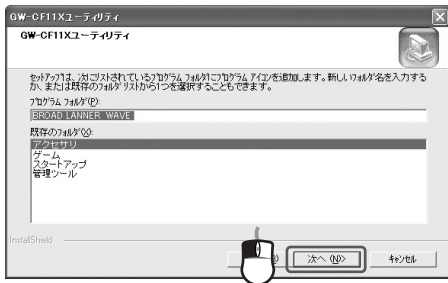 GW-CF11Xユーティリティ
GW-CF11Xユーティリティ
セットアップは、次にリストされているプログラム フォルダにプログラム アイコンを追加します。新しいフォルダ名を入力する
か、または既存のフォルダ リストから1つを選択することもできます。
プログラム フォルダ(P):
BROAD LANNER WAVE
既存のフォルダ(X):
アクセサリ
ゲーム
スタートアップ
管理ツール
InstallShield
次へ (N)>
キャンセル